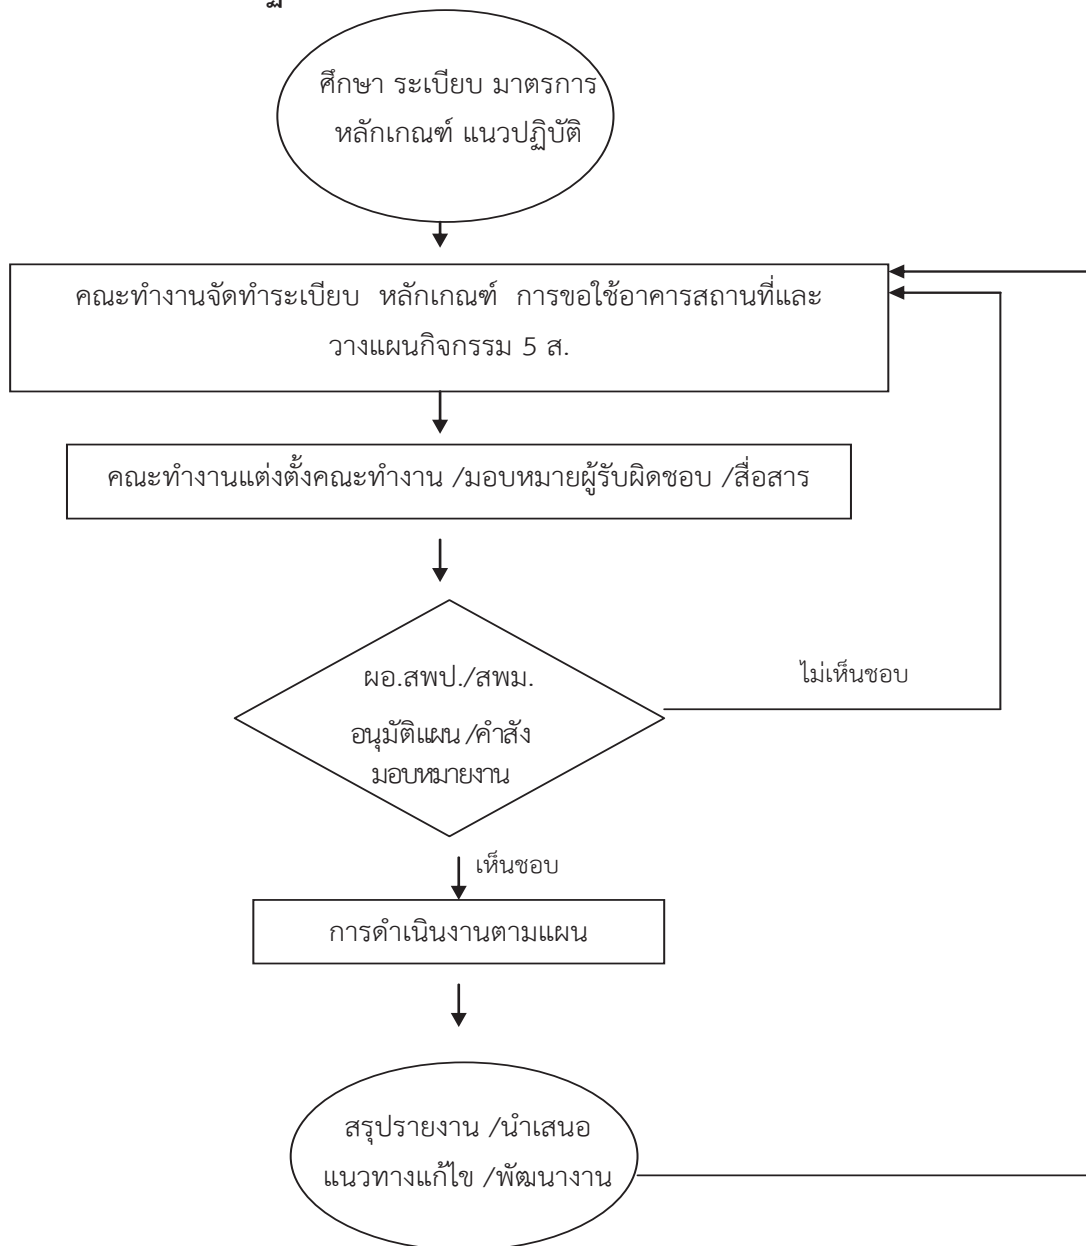 ศึกษา ระเบียบ มาตรการ
หลักเกณฑ์ แนวปฏิบัติ
คณะทำงานจัดทำระเบียบ หลักเกณฑ์ การขอใช้อาคารสถานที่และ
วางแผนกิจกรรม 5 ส.
คณะทำงานแต่งตั้งคณะทำงาน /มอบหมายผู้รับผิดชอบ /สื่อสาร
ผอ.สพป./สพม.
อนุมัติแผน /คำสั่ง
มอบหมายงาน
ไม่เห็นชอบ
เห็นชอบ
การดำเนินงานตามแผน
สรุปรายงาน /นำเสนอ
แนวทางแก้ไข /พัฒนางาน